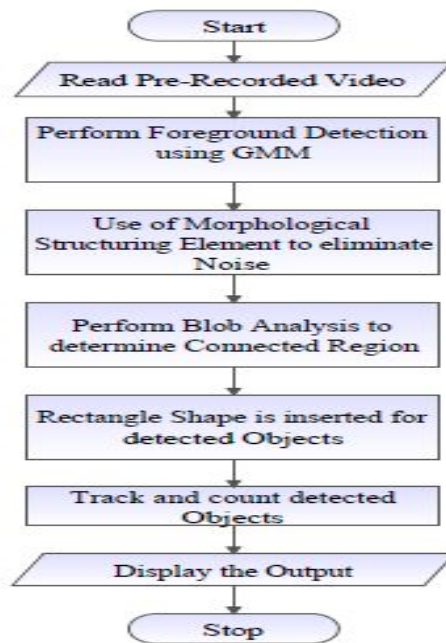 Start
Read Pre-Recorded Video
Perform Foreground Detection
using GMM
Use of Morphological
Structuring Element to eliminate
Noise
Perform Blob Analysis to
determine Connected Region
Rectangle Shape is inserted for
detected Objects
Track and count detected
Objects
Display the Output
Stop